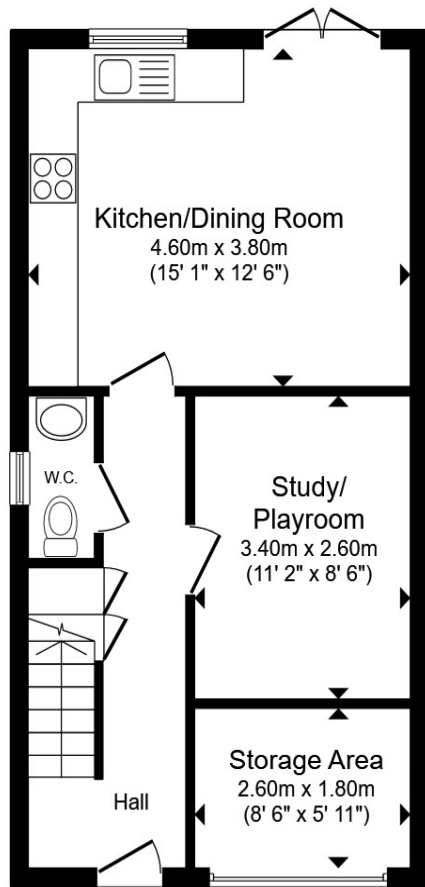 Kitchen/Dining Room
4.60m x 3.80m
(15' 1" x 12' 6")
W.C.
Study/
Playroom
3.40m x 2.60m
(11' 2" x 8' 6")
Storage Area
2.60m x 1.80m
(8' 6" x 5' 11")
Hall